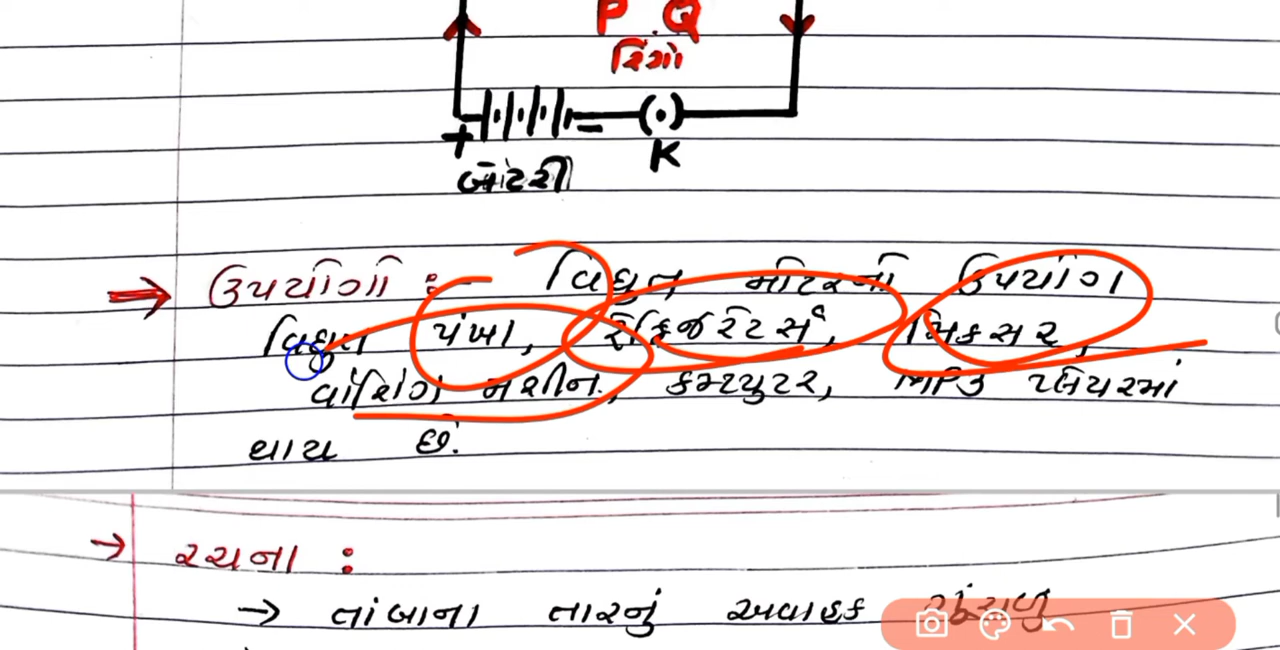 P Q
રિંગો
+ −
K
બેટરી
ઉપયોગો :- વિદ્યુત મોટરનો ઉપયોગ
વિદ્યુત પંખા, રેફ્રિજરેટર્સ, મિક્સર,
વોશિંગ મશીન, કમ્પ્યુટર, MP3 પ્લેયરમાં
થાય છે.
→ રચના :
→ તાંબાના તારનું અવાહક